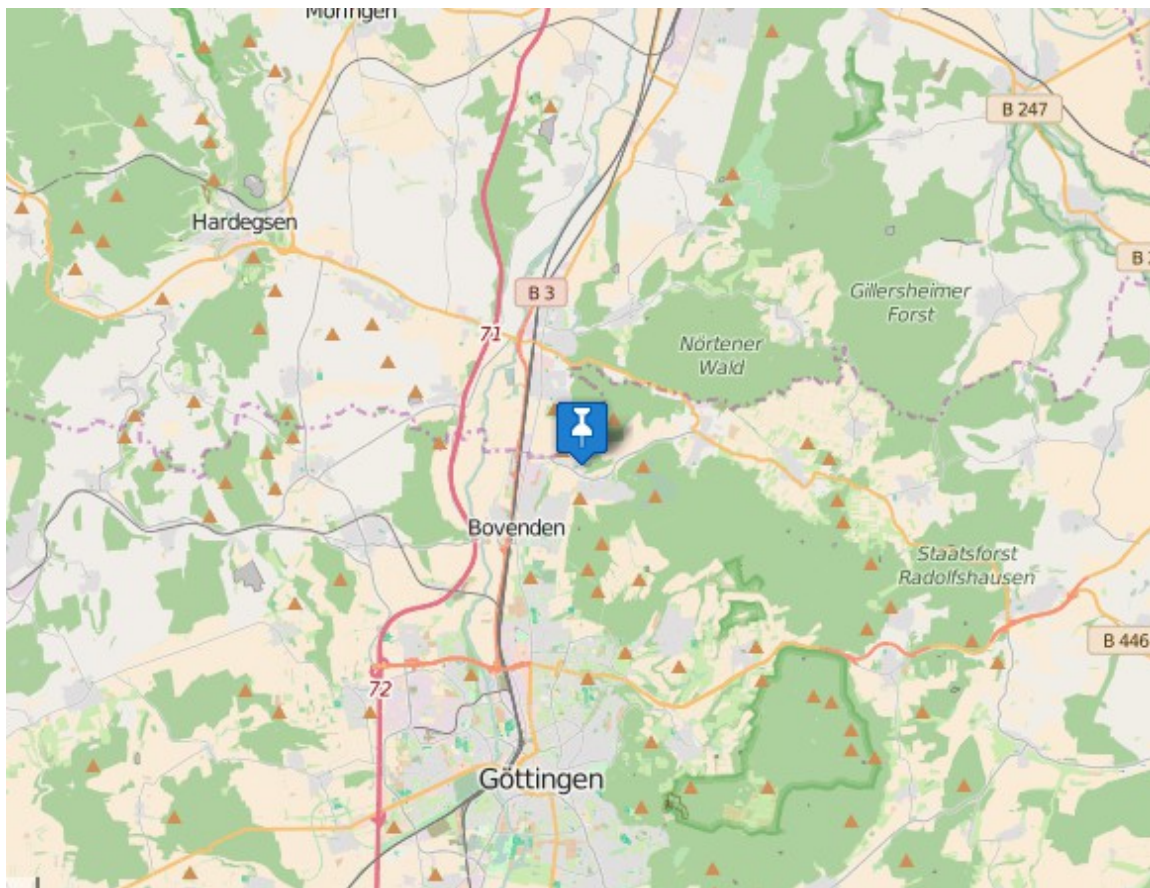 Moringen
B 247
Hardegsen
B 3
Gillersheimer
Forst
71
Nörtener
Wald
Bovenden
Staatsforst
Radolfshausen
B 446
72
Göttingen